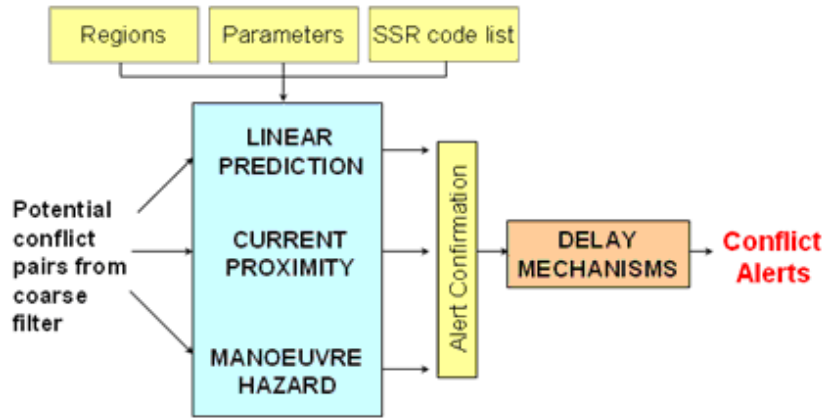 Regions
Parameters
SSR code list
LINEAR
PREDICTION
Potential
conflict
pairs from
coarse
filter
CURRENT
PROXIMITY
MANOEUVRE
HAZARD
Alert Confirmation
DELAY
MECHANISMS
Conflict
Alerts